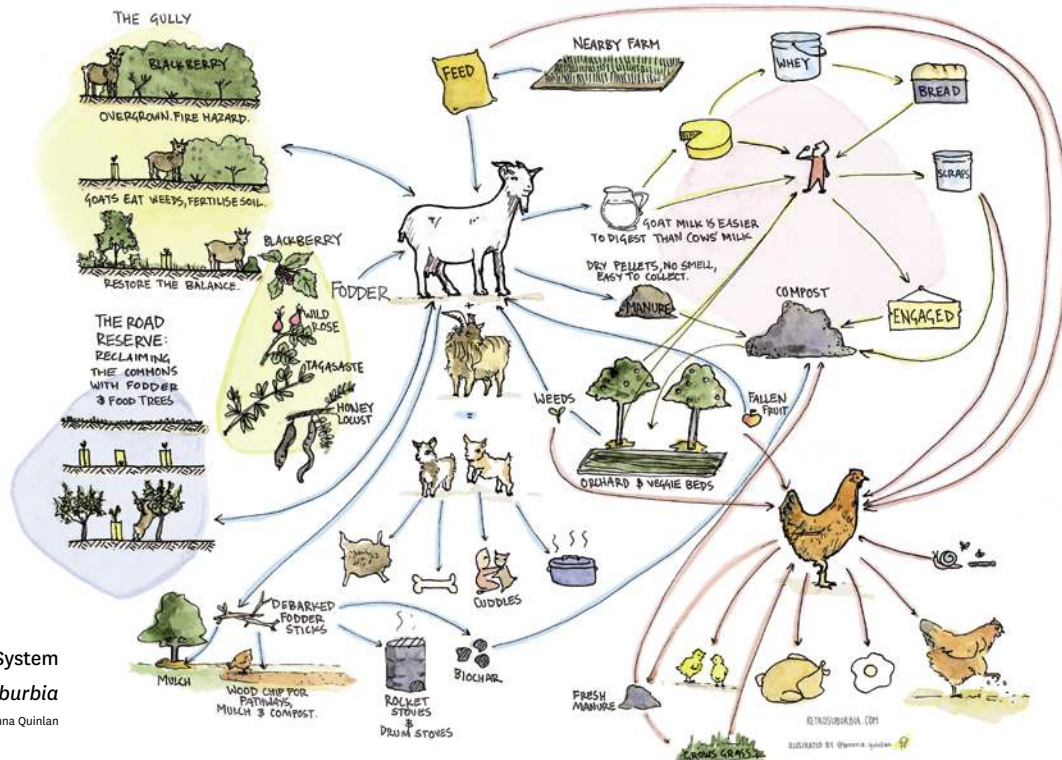 THE GULLY
BLACKBERRY
OVERGROWN. FIRE HAZARD.
GOATS EAT WEEDS, FERTILISE SOIL.
RESTORE THE BALANCE.
THE ROAD
RESERVE:
RECLAIMING
THE COMMONS
WITH FODDER
& FOOD TREES
BLACKBERRY
FODDER
WILD
ROSE
TAGASASTE
HONEY
LOCUST
FEED
NEARBY FARM
WHEY
BREAD
SCRAPS
GOAT MILK IS EASIER
TO DIGEST THAN COWS' MILK
DRY PELLETS, NO SMELL,
EASY TO COLLECT.
MANURE
COMPOST
ENGAGED
+
=
WEEDS
FALLEN
FRUIT
ORCHARD & VEGGIE BEDS
CUDDLES
DEBARKED
FODDER
STICKS
MULCH
WOOD CHIP FOR
PATHWAYS,
MULCH & COMPOST.
ROCKET
STOVES
&
DRUM STOVES
BIOCHAR
FRESH
MANURE
GROWS GRASS
RETROSUBURBIA.COM
ILLUSTRATED BY
System
burbia
nna Quinlan